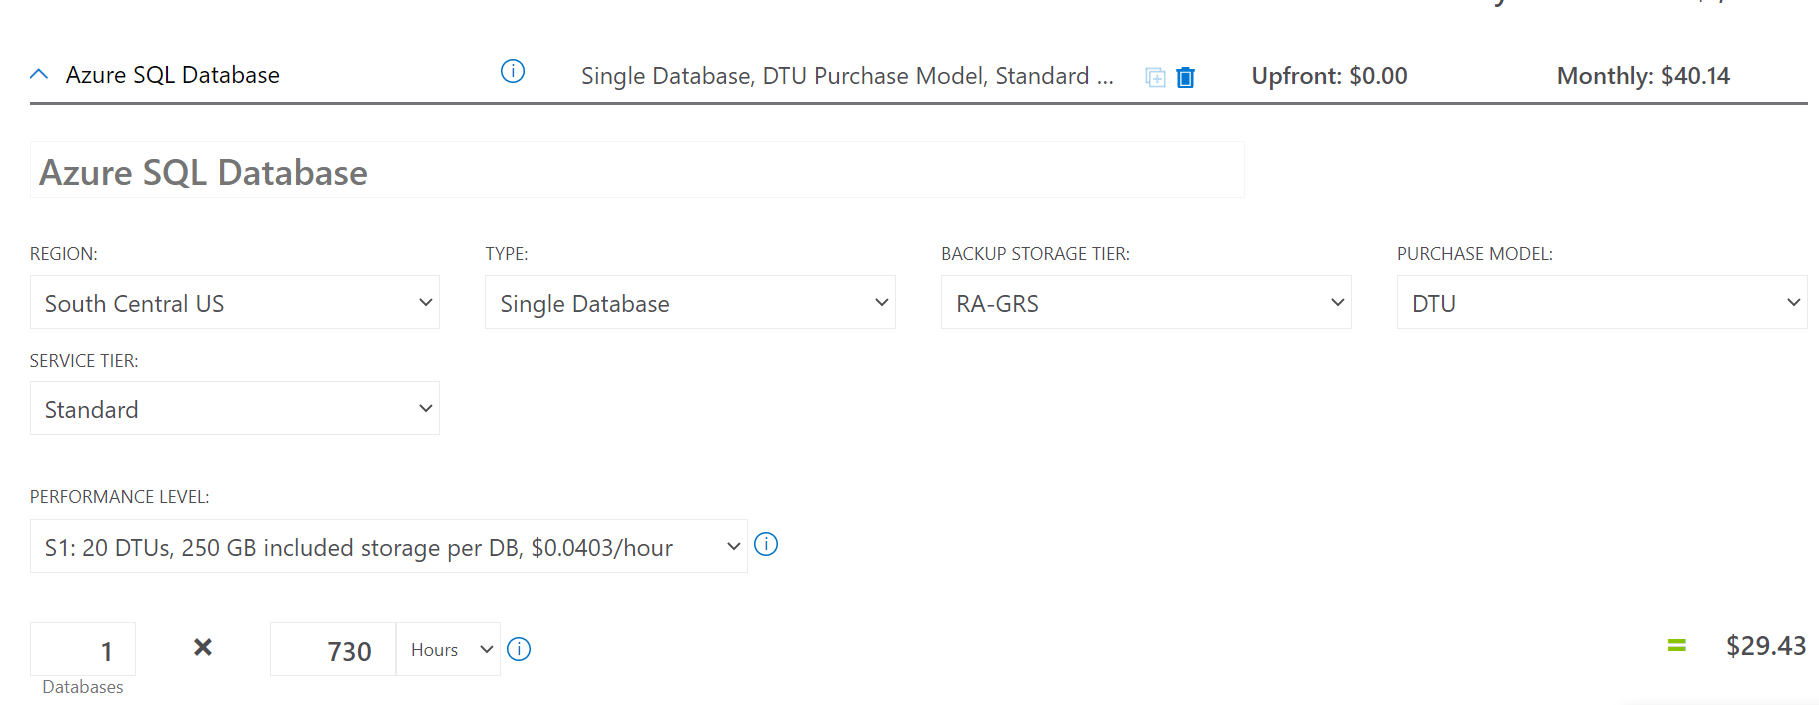 Azure SQL Database
Single Database, DTU Purchase Model, Standard ...
Upfront: $0.00
Monthly: $40.14
Azure SQL Database
REGION:
TYPE:
BACKUP STORAGE TIER:
PURCHASE MODEL:
South Central US
Single Database
RA-GRS
DTU
SERVICE TIER:
Standard
PERFORMANCE LEVEL:
S1: 20 DTUs, 250 GB included storage per DB, $0.0403/hour
1 × 730 Hours = $29.43
Databases